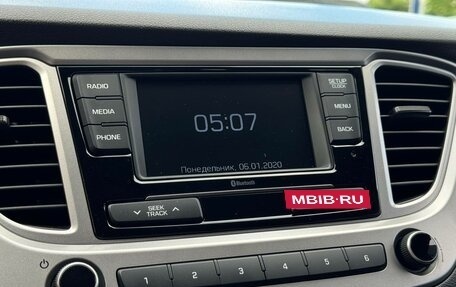 RADIO
MEDIA
PHONE
05:07
Понедельник, 06.01.2020
SETUP
CLOCK
MENU
BACK
Bluetooth
SEEK
TRACK
MBIB·RU
1 2 3 4 5 6